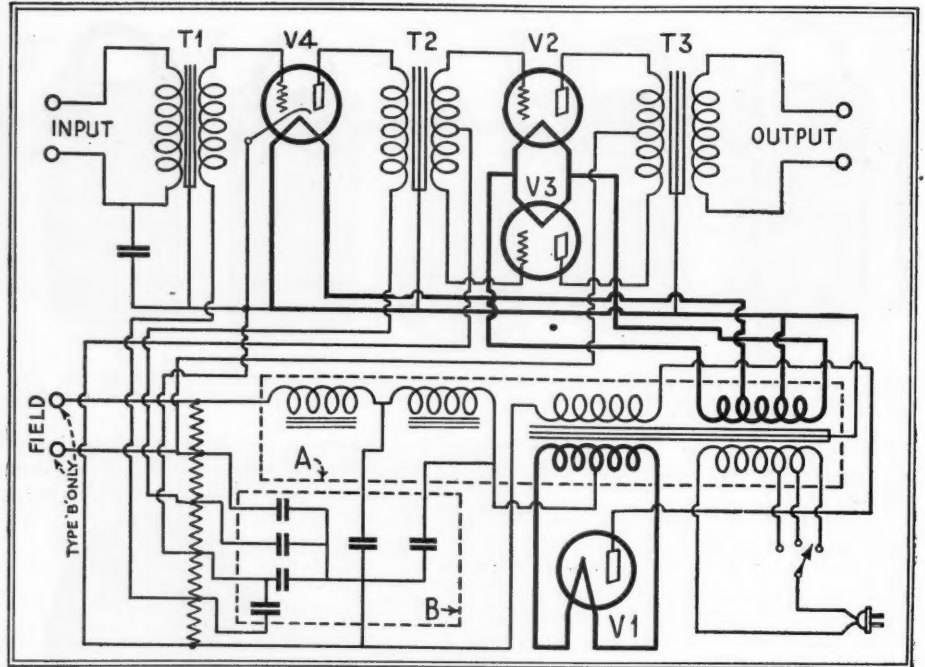 T1
V4
T2
V2
T3
INPUT
OUTPUT
V3
FIELD
TYPE 'B' ONLY
A
B
V1